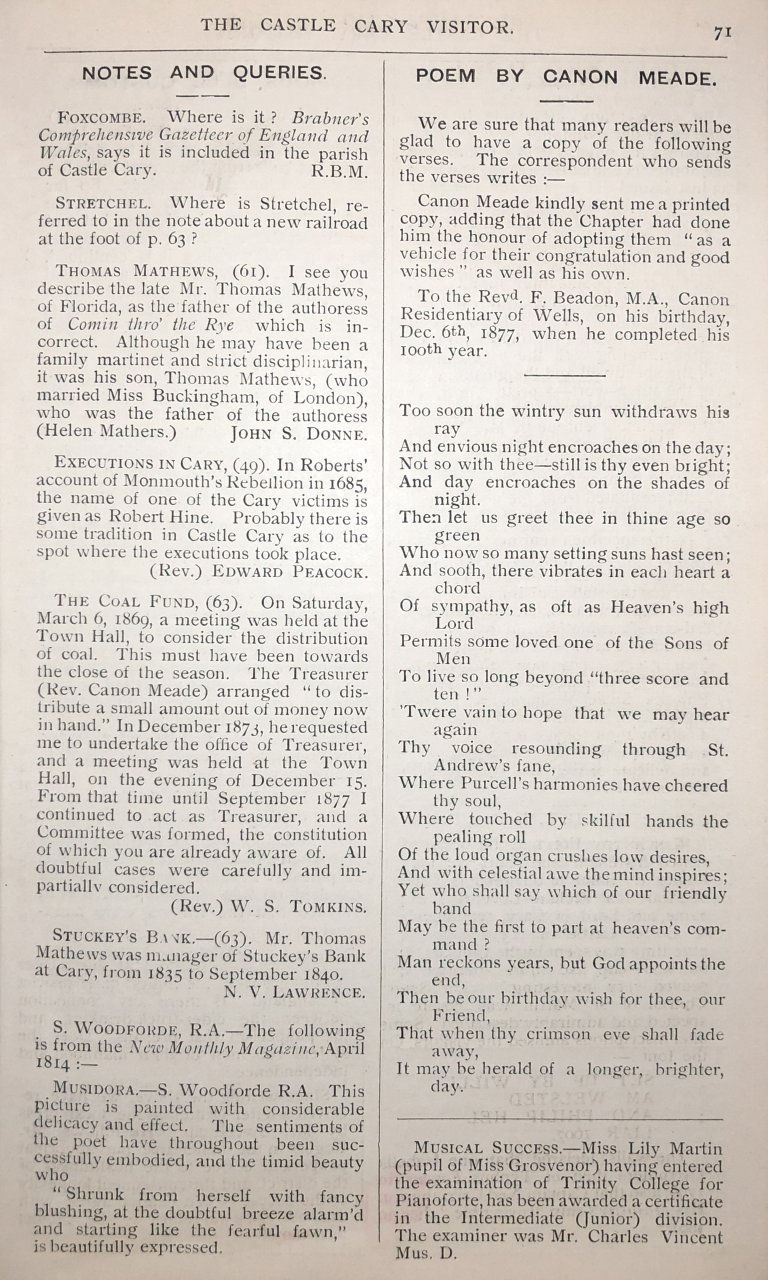 THE CASTLE CARY VISITOR.
71
NOTES AND QUERIES.
FOXCOMBE. Where is it ? Brabner's
Comprehensive Gazetteer of England and
Wales, says it is included in the parish
of Castle Cary. R.B.M.
STRETCHEL. Where is Stretchel, re-
ferred to in the note about a new railroad
at the foot of p. 63 ?
THOMAS MATHEWS, (61). I see you
describe the late Mr. Thomas Mathews,
of Florida, as the father of the authoress
of Comin thro' the Rye which is in-
correct. Although he may have been a
family martinet and strict disciplinarian,
it was his son, Thomas Mathews, (who
married Miss Buckingham, of London),
who was the father of the authoress
(Helen Mathers.) JOHN S. DONNE.
EXECUTIONS IN CARY, (49). In Roberts'
account of Monmouth's Rebellion in 1685,
the name of one of the Cary victims is
given as Robert Hine. Probably there is
some tradition in Castle Cary as to the
spot where the executions took place.
(Rev.) EDWARD PEACOCK.
THE COAL FUND, (63). On Saturday,
March 6, 1869, a meeting was held at the
Town Hall, to consider the distribution
of coal. This must have been towards
the close of the season. The Treasurer
(Rev. Canon Meade) arranged " to dis-
tribute a small amount out of money now
in hand." In December 1873, he requested
me to undertake the office of Treasurer,
and a meeting was held at the Town
Hall, on the evening of December 15.
From that time until September 1877 I
continued to act as Treasurer, and a
Committee was formed, the constitution
of which you are already aware of. All
doubtful cases were carefully and im-
partially considered.
(Rev.) W. S. TOMKINS.
STUCKEY'S BANK.—(63). Mr. Thomas
Mathews was manager of Stuckey's Bank
at Cary, from 1835 to September 1840.
N. V. LAWRENCE.
S. WOODFORDE, R.A.—The following
is from the New Monthly Magazine, April
1814 :—
MUSIDORA.—S. Woodforde R.A. This
picture is painted with considerable
delicacy and effect. The sentiments of
the poet have throughout been suc-
cessfully embodied, and the timid beauty
who
" Shrunk from herself with fancy
blushing, at the doubtful breeze alarm'd
and starting like the fearful fawn,"
is beautifully expressed.
POEM BY CANON MEADE.
We are sure that many readers will be
glad to have a copy of the following
verses. The correspondent who sends
the verses writes :—
Canon Meade kindly sent me a printed
copy, adding that the Chapter had done
him the honour of adopting them " as a
vehicle for their congratulation and good
wishes " as well as his own.
To the Revd. F. Beadon, M.A., Canon
Residentiary of Wells, on his birthday,
Dec. 6th, 1877, when he completed his
100th year.
Too soon the wintry sun withdraws his
ray
And envious night encroaches on the day;
Not so with thee—still is thy even bright;
And day encroaches on the shades of
night.
Then let us greet thee in thine age so
green
Who now so many setting suns hast seen;
And sooth, there vibrates in each heart a
chord
Of sympathy, as oft as Heaven's high
Lord
Permits some loved one of the Sons of
Men
To live so long beyond "three score and
ten ! "
'Twere vain to hope that we may hear
again
Thy voice resounding through St.
Andrew's fane,
Where Purcell's harmonies have cheered
thy soul,
Where touched by skilful hands the
pealing roll
Of the loud organ crushes low desires,
And with celestial awe the mind inspires;
Yet who shall say which of our friendly
band
May be the first to part at heaven's com-
mand ?
Man reckons years, but God appoints the
end,
Then be our birthday wish for thee, our
Friend,
That when thy crimson eve shall fade
away,
It may be herald of a longer, brighter,
day.
MUSICAL SUCCESS.—Miss Lily Martin
(pupil of Miss Grosvenor) having entered
the examination of Trinity College for
Pianoforte, has been awarded a certificate
in the Intermediate (Junior) division.
The examiner was Mr. Charles Vincent
Mus. D.